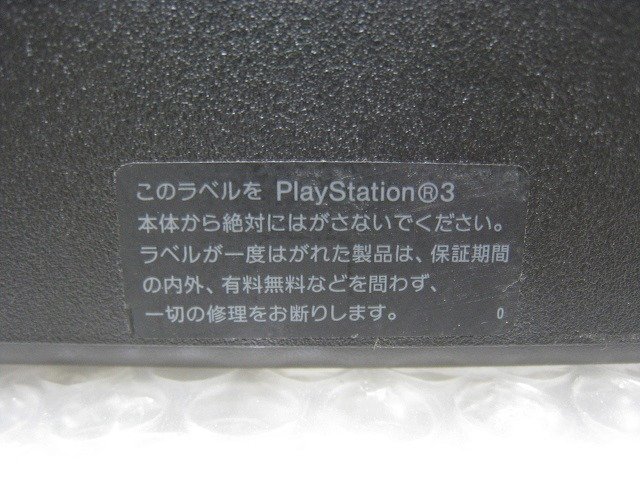 このラベルを PlayStation®3
本体から絶対にはがさないでください。
ラベルが一度はがれた製品は、保証期間
の内外、有料無料などを問わず、
一切の修理をお断りします。 0